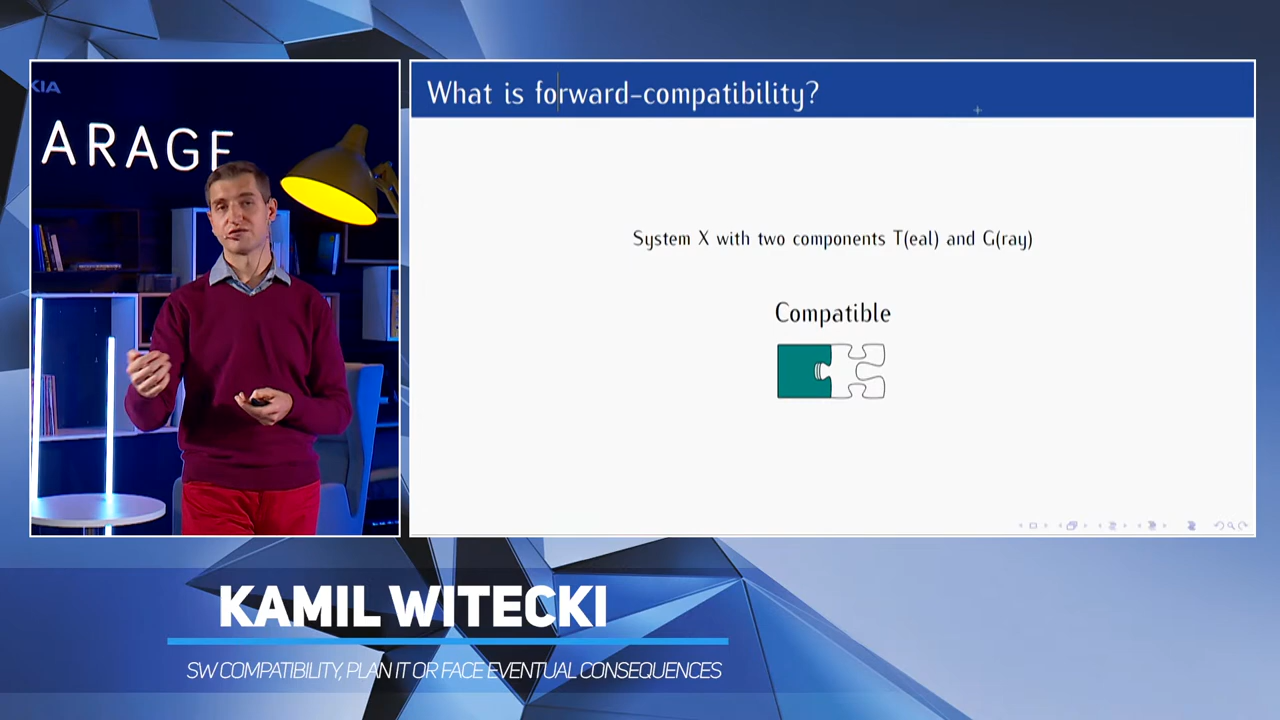 KIA
ARAGE
What is forward-compatibility?
System X with two components T(eal) and G(ray)
Compatible
KAMIL WITECKI
SW COMPATIBILITY, PLAN IT OR FACE EVENTUAL CONSEQUENCES